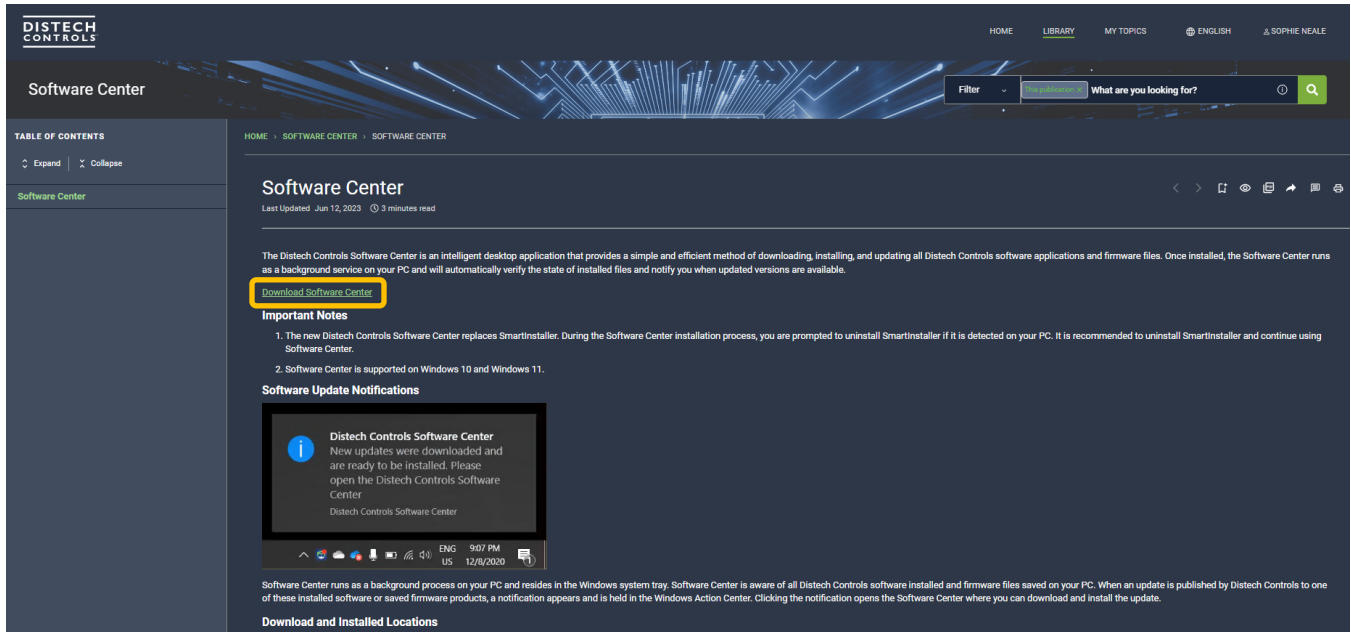 DISTECH
CONTROLS
HOME LIBRARY MY TOPICS ENGLISH SOPHIE NEALE
Software Center
Filter This publication × What are you looking for?
TABLE OF CONTENTS
Expand Collapse
Software Center
HOME › SOFTWARE CENTER › SOFTWARE CENTER
Software Center
Last Updated Jun 12, 2023 3 minutes read
The Distech Controls Software Center is an intelligent desktop application that provides a simple and efficient method of downloading, installing, and updating all Distech Controls software applications and firmware files. Once installed, the Software Center runs
as a background service on your PC and will automatically verify the state of installed files and notify you when updated versions are available.
Download Software Center
Important Notes
1. The new Distech Controls Software Center replaces SmartInstaller. During the Software Center installation process, you are prompted to uninstall SmartInstaller if it is detected on your PC. It is recommended to uninstall SmartInstaller and continue using
Software Center.
2. Software Center is supported on Windows 10 and Windows 11.
Software Update Notifications
Distech Controls Software Center
New updates were downloaded and
are ready to be installed. Please
open the Distech Controls Software
Center
Distech Controls Software Center
ENG 9:07 PM
US 12/8/2020
1
Software Center runs as a background process on your PC and resides in the Windows system tray. Software Center is aware of all Distech Controls software installed and firmware files saved on your PC. When an update is published by Distech Controls to one
of these installed software or saved firmware products, a notification appears and is held in the Windows Action Center. Clicking the notification opens the Software Center where you can download and install the update.
Download and Installed Locations